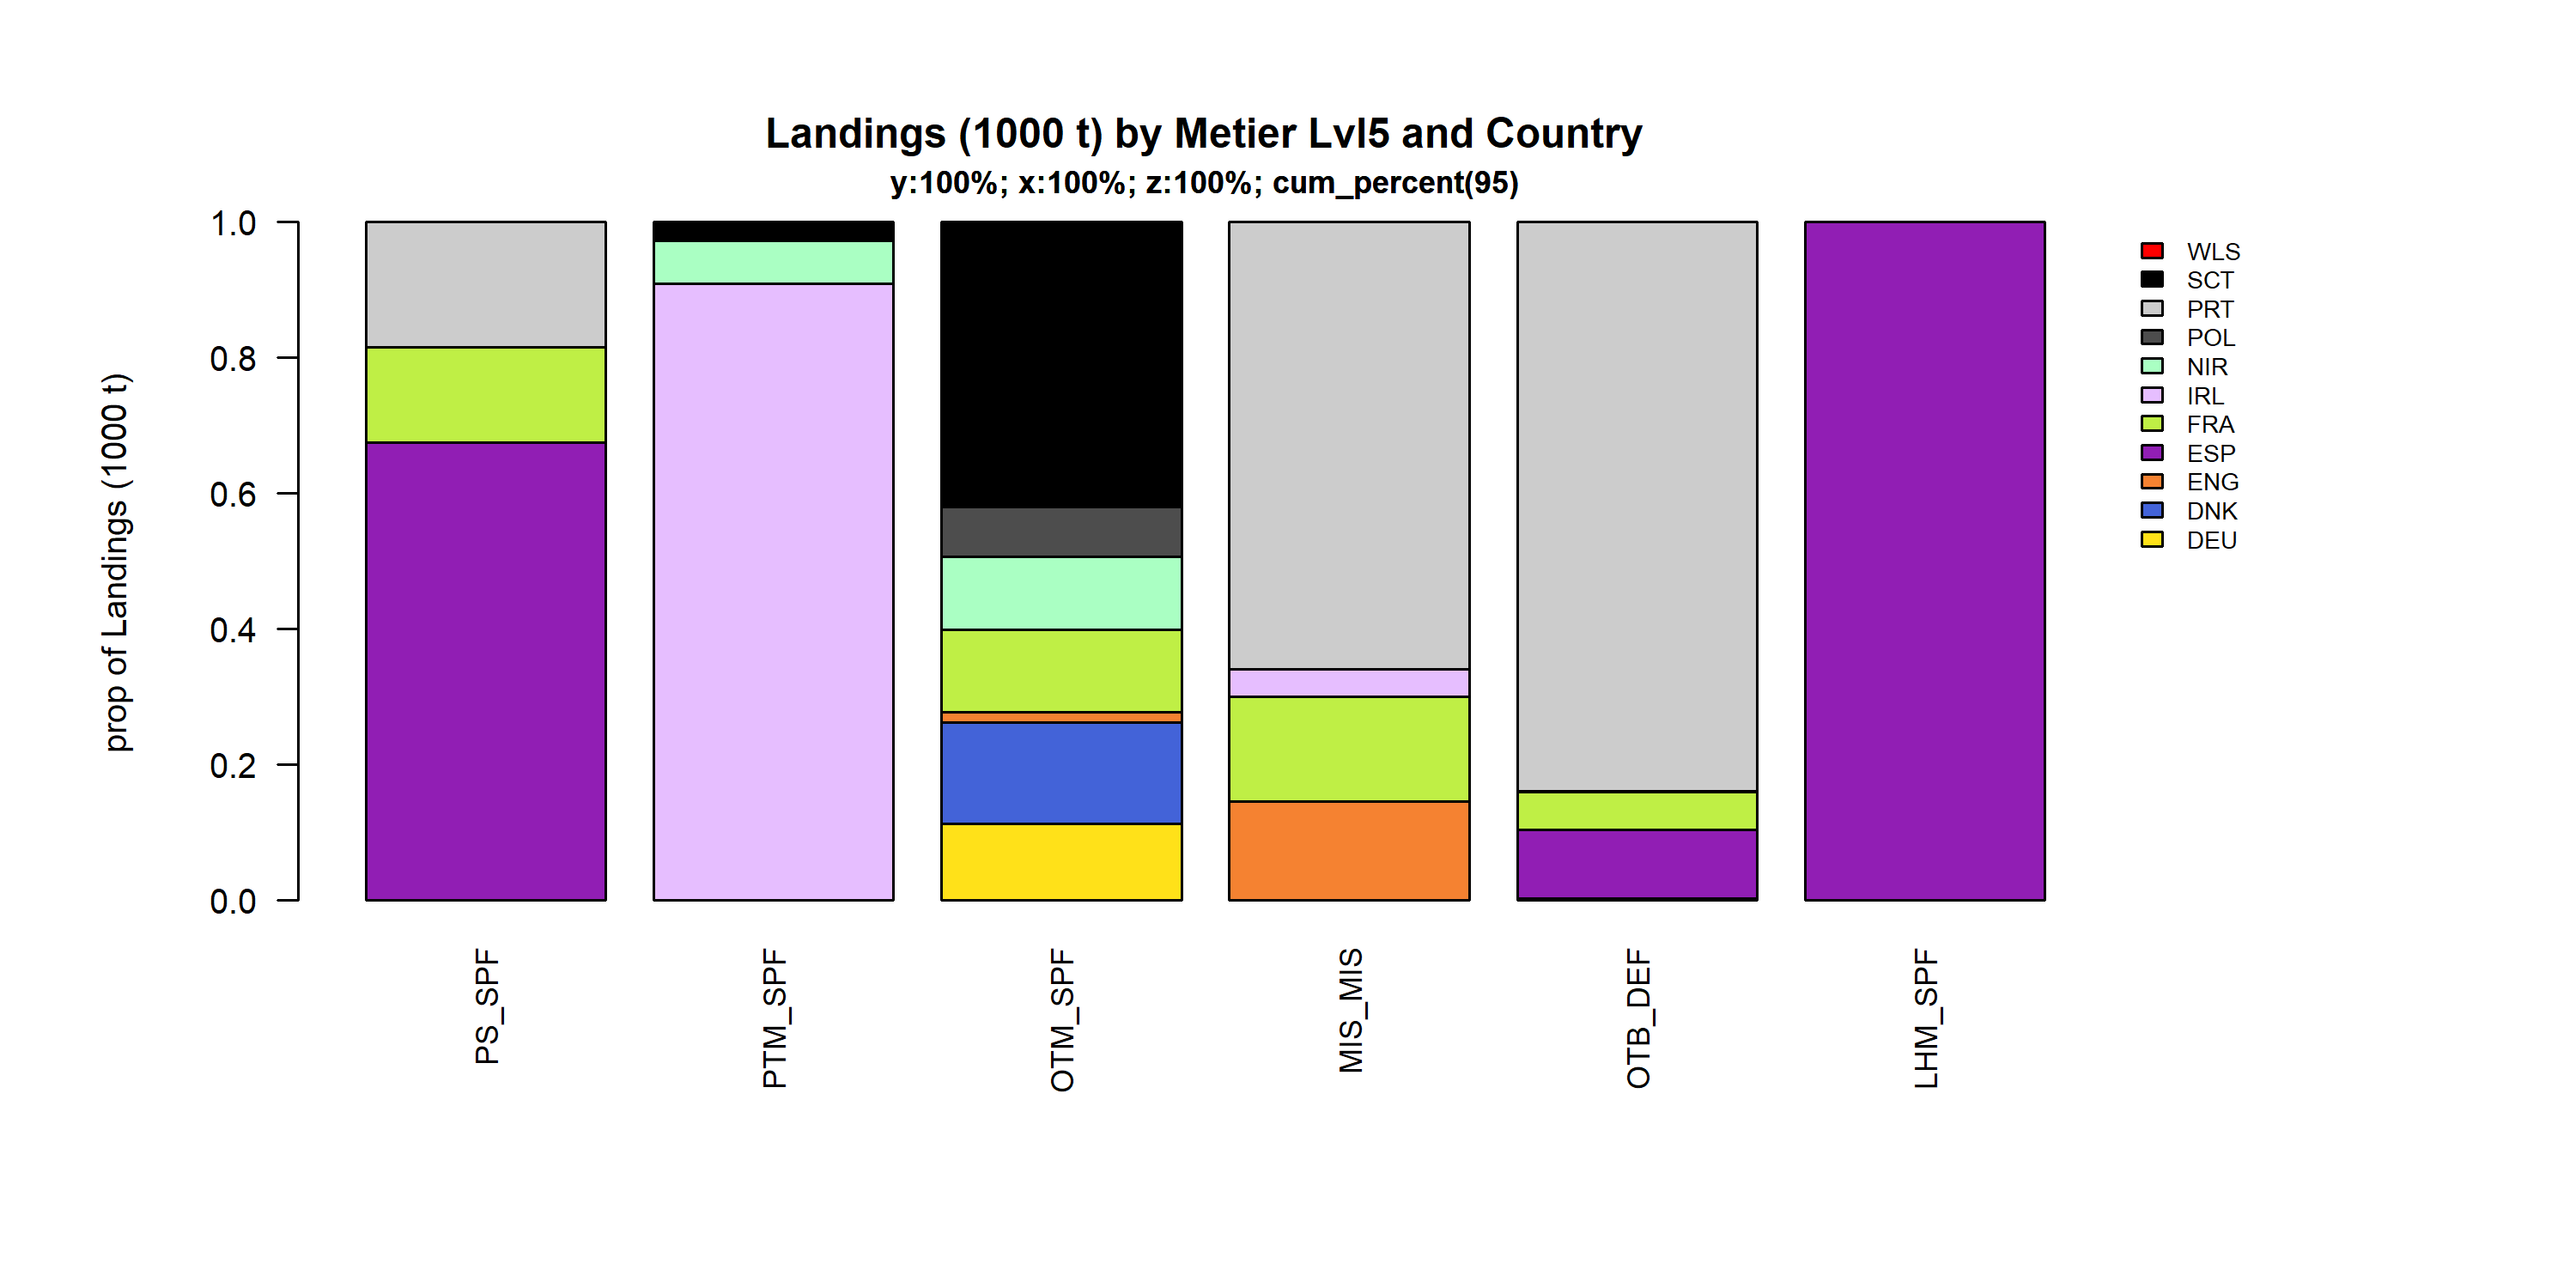 Landings (1000 t) by Metier Lvl5 and Country
y:100%; x:100%; z:100%; cum_percent(95)
prop of Landings (1000 t)
1.0
0.8
0.6
0.4
0.2
0.0
WLS
SCT
PRT
POL
NIR
IRL
FRA
ESP
ENG
DNK
DEU
PS_SPF
PTM_SPF
OTM_SPF
MIS_MIS
OTB_DEF
LHM_SPF